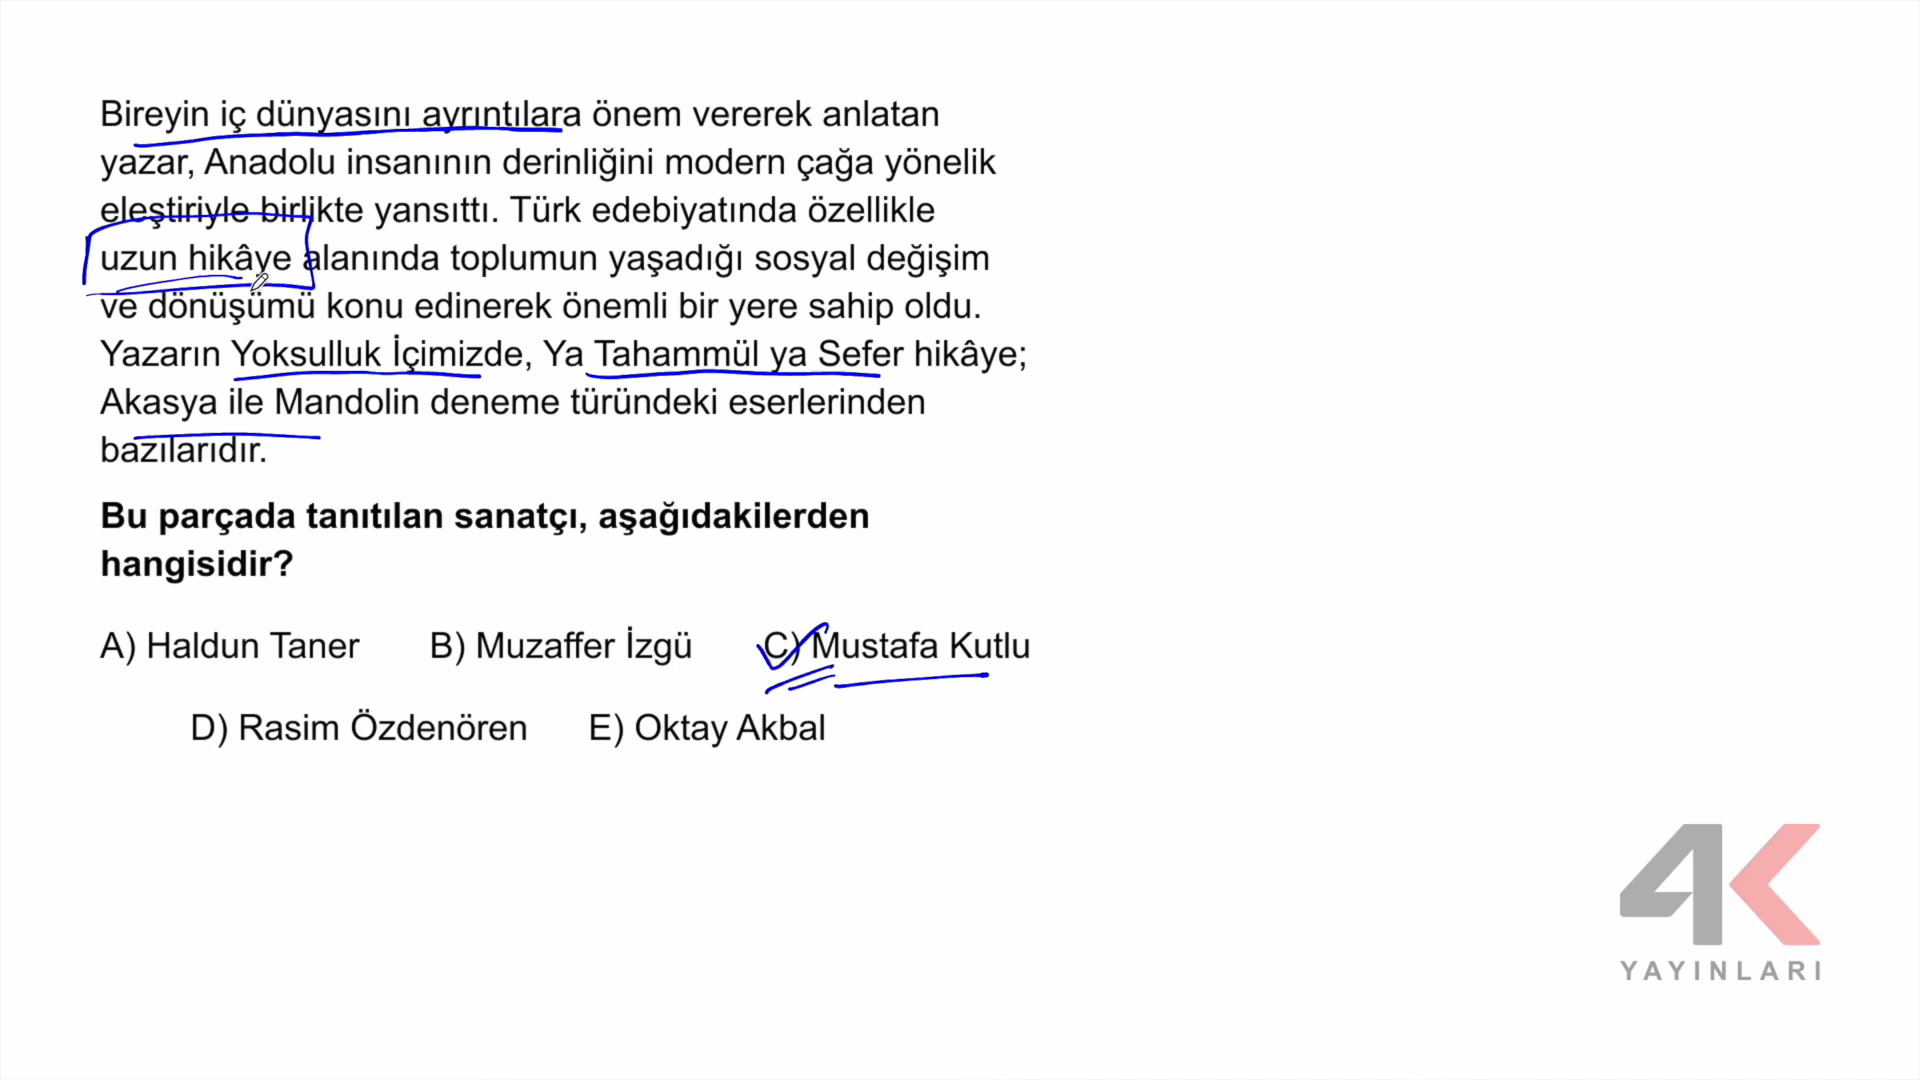 Bireyin iç dünyasını ayrıntılara önem vererek anlatan
yazar, Anadolu insanının derinliğini modern çağa yönelik
eleştiriyle birlikte yansıttı. Türk edebiyatında özellikle
uzun hikâye alanında toplumun yaşadığı sosyal değişim
ve dönüşümü konu edinerek önemli bir yere sahip oldu.
Yazarın Yoksulluk İçimizde, Ya Tahammül ya Sefer hikâye;
Akasya ile Mandolin deneme türündeki eserlerinden
bazılarıdır.
Bu parçada tanıtılan sanatçı, aşağıdakilerden
hangisidir?
A) Haldun Taner B) Muzaffer İzgü C) Mustafa Kutlu
D) Rasim Özdenören E) Oktay Akbal
4K
YAYINLARI